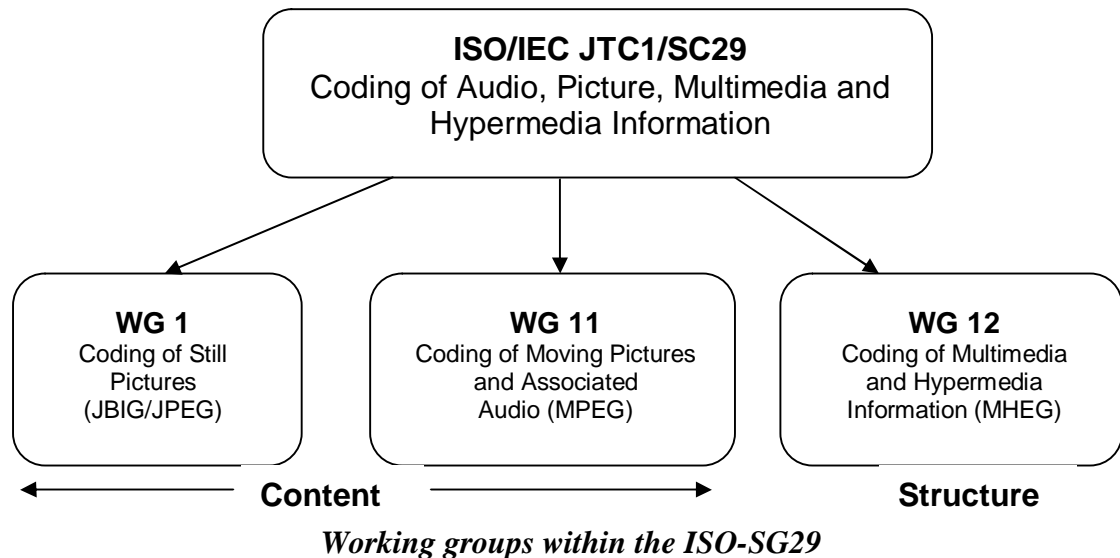 ISO/IEC JTC1/SC29
Coding of Audio, Picture, Multimedia and
Hypermedia Information
WG 1
Coding of Still
Pictures
(JBIG/JPEG)
WG 11
Coding of Moving Pictures
and Associated
Audio (MPEG)
WG 12
Coding of Multimedia
and Hypermedia
Information (MHEG)
Content
Structure
Working groups within the ISO-SG29